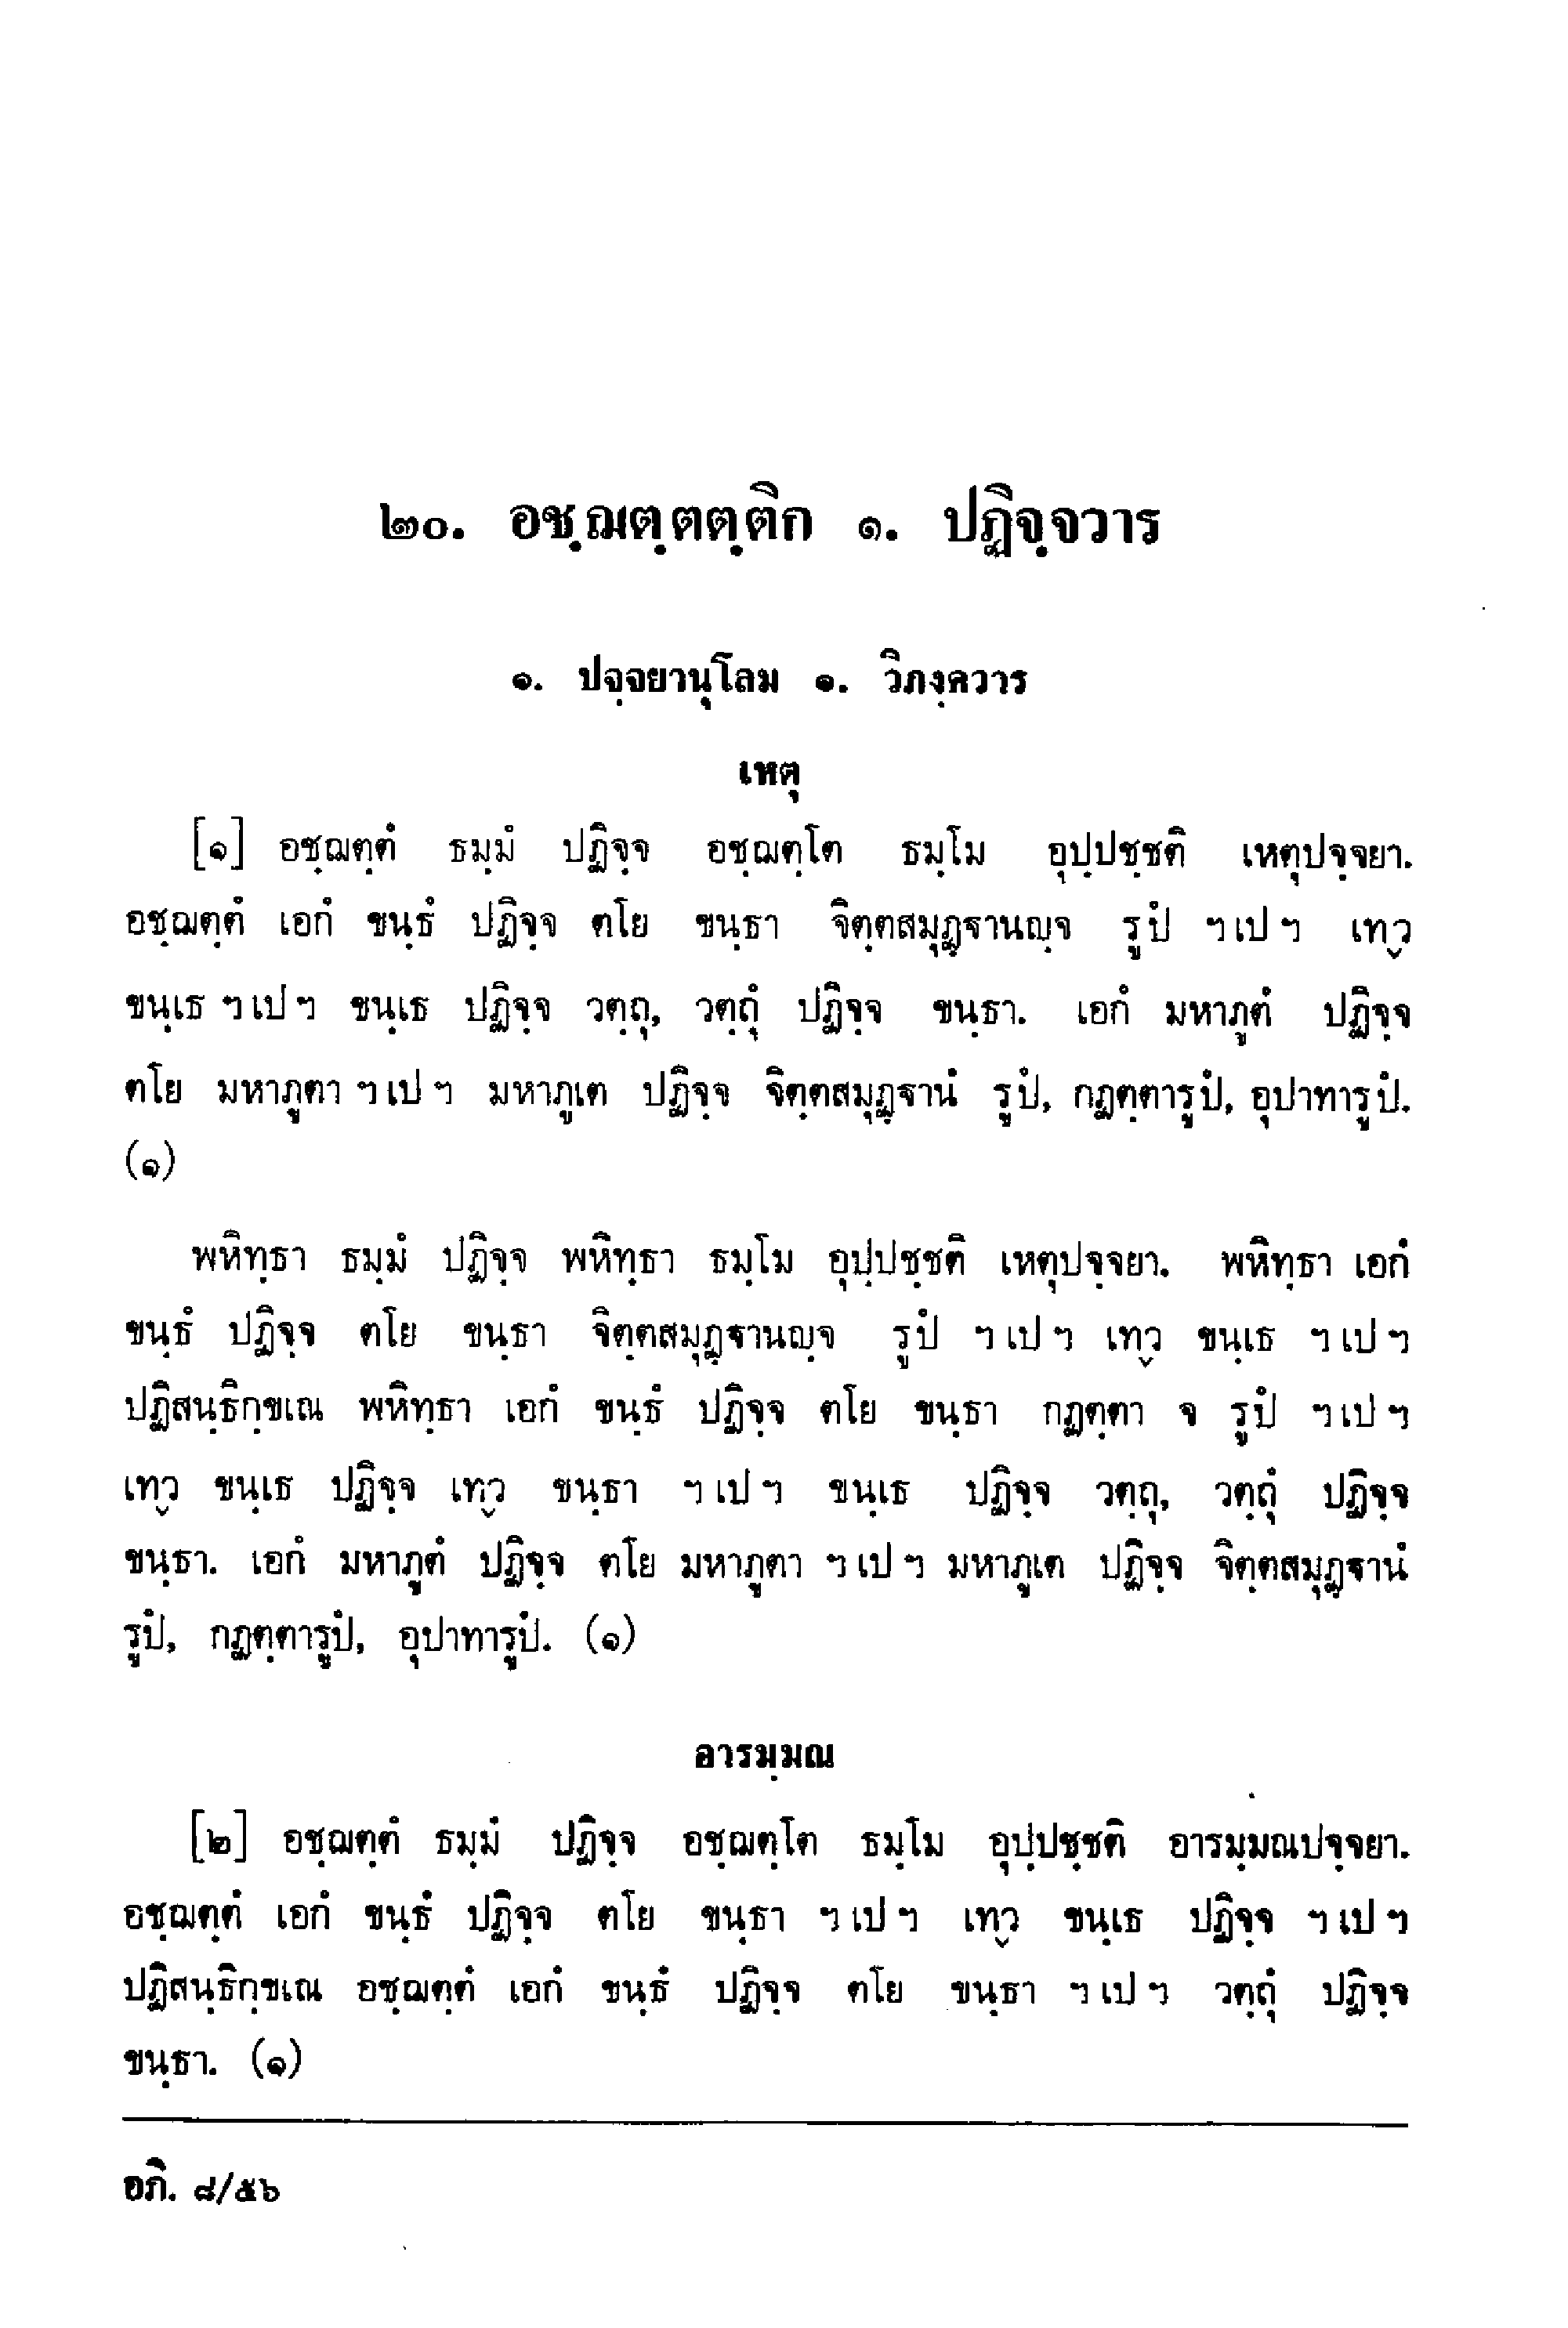 ๒๐. อชฺฌตฺตตฺติก ๑. ปฏิจฺจวาร
๑. ปจฺจยานุโลม ๑. วิภงฺควาร
เหตุ
[๑] อชฺฌตฺตํ ธมฺมํ ปฏิจฺจ อชฺฌตฺโต ธมฺโม อุปฺปชฺชติ เหตุปจฺจยา.
อชฺฌตฺตํ เอกํ ขนฺธํ ปฏิจฺจ ตโย ขนฺธา จิตฺตสมุฏฺฐานญฺจ รูปํ ฯเปฯ เทฺว
ขนฺเธ ฯเปฯ ขนฺเธ ปฏิจฺจ วตฺถุ, วตฺถุํ ปฏิจฺจ ขนฺธา. เอกํ มหาภูตํ ปฏิจฺจ
ตโย มหาภูตา ฯเปฯ มหาภูเต ปฏิจฺจ จิตฺตสมุฏฺฐานํ รูปํ, กฏตฺตารูปํ, อุปาทารูปํ.
(๑)
พหิทฺธา ธมฺมํ ปฏิจฺจ พหิทฺธา ธมฺโม อุปฺปชฺชติ เหตุปจฺจยา. พหิทฺธา เอกํ
ขนฺธํ ปฏิจฺจ ตโย ขนฺธา จิตฺตสมุฏฺฐานญฺจ รูปํ ฯเปฯ เทฺว ขนฺเธ ฯเปฯ
ปฏิสนฺธิกฺขเณ พหิทฺธา เอกํ ขนฺธํ ปฏิจฺจ ตโย ขนฺธา กฏตฺตา จ รูปํ ฯเปฯ
เทฺว ขนฺเธ ปฏิจฺจ เทฺว ขนฺธา ฯเปฯ ขนฺเธ ปฏิจฺจ วตฺถุ, วตฺถุํ ปฏิจฺจ
ขนฺธา. เอกํ มหาภูตํ ปฏิจฺจ ตโย มหาภูตา ฯเปฯ มหาภูเต ปฏิจฺจ จิตฺตสมุฏฺฐานํ
รูปํ, กฏตฺตารูปํ, อุปาทารูปํ. (๑)
อารมฺมณ
[๒] อชฺฌตฺตํ ธมฺมํ ปฏิจฺจ อชฺฌตฺโต ธมฺโม อุปฺปชฺชติ อารมฺมณปจฺจยา.
อชฺฌตฺตํ เอกํ ขนฺธํ ปฏิจฺจ ตโย ขนฺธา ฯเปฯ เทฺว ขนฺเธ ปฏิจฺจ ฯเปฯ
ปฏิสนฺธิกฺขเณ อชฺฌตฺตํ เอกํ ขนฺธํ ปฏิจฺจ ตโย ขนฺธา ฯเปฯ วตฺถุํ ปฏิจฺจ
ขนฺธา. (๑)
อภิ. ๘/๕๖